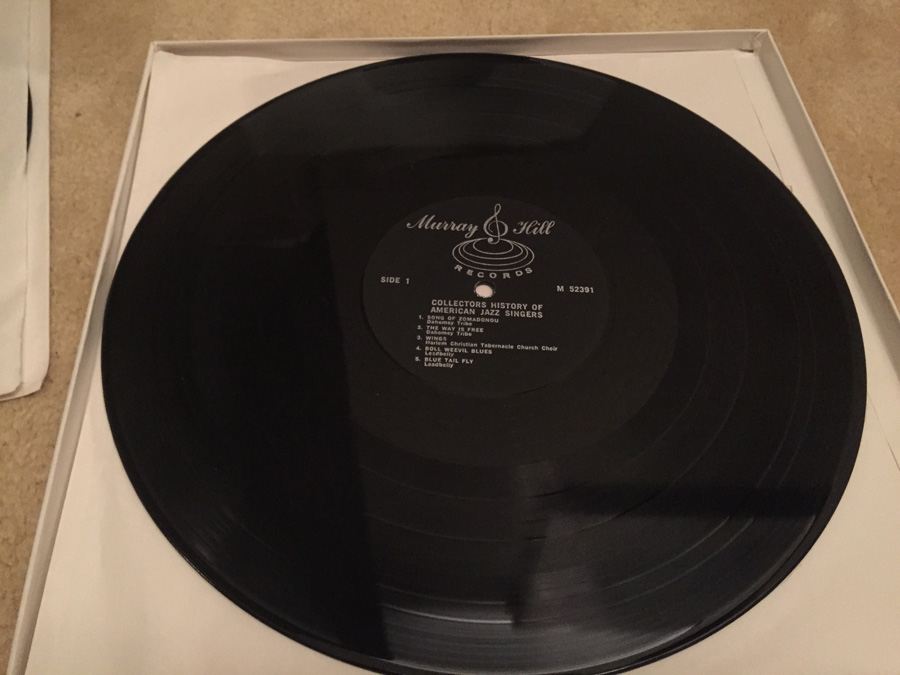 Murray Hill
RECORDS
SIDE 1
M 52391
COLLECTORS HISTORY OF
AMERICAN JAZZ SINGERS
1. SONG OF ZOMADONOU
Dahomey Tribe
2. THE WAY IS FREE
Dahomey Tribe
3. WINGS
Harlem Christian Tabernacle Church Choir
4. BOLL WEEVIL BLUES
Leadbelly
5. BLUE TAIL FLY
Leadbelly